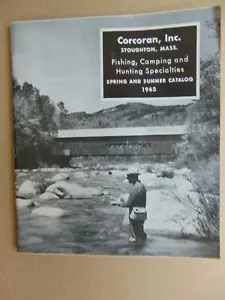 Corcoran, Inc.
STOUGHTON, MASS.
Fishing, Camping and
Hunting Specialties
SPRING AND SUMMER CATALOG
1965